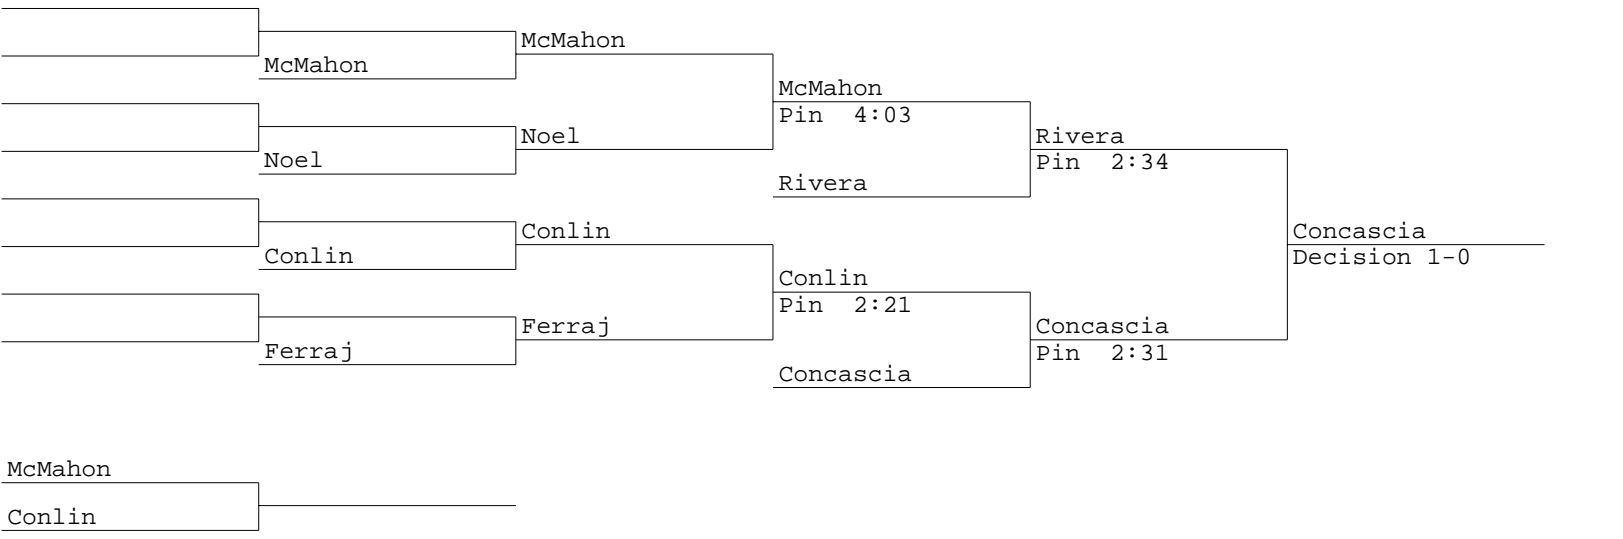 McMahon
McMahon
McMahon
Pin 4:03
Noel
Rivera
Noel
Pin 2:34
Rivera
Conlin
Concascia
Conlin
Decision 1-0
Conlin
Pin 2:21
Ferraj
Concascia
Ferraj
Pin 2:31
Concascia
McMahon
Conlin